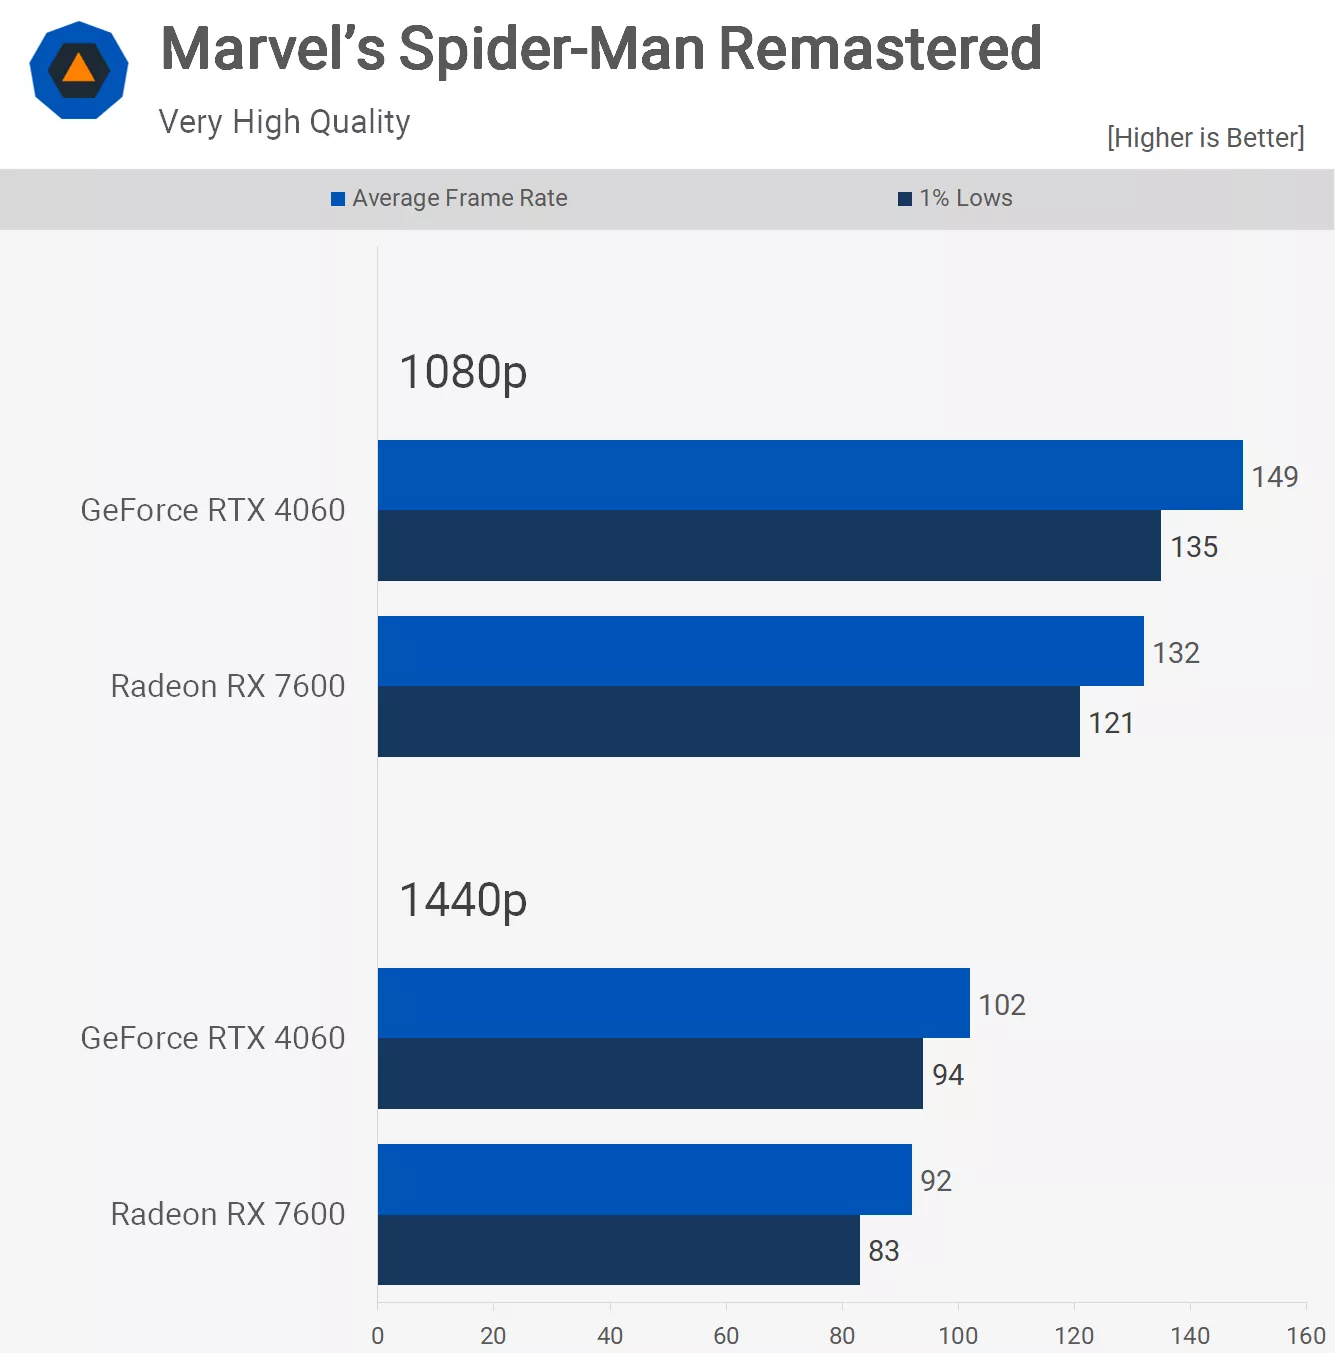 Marvel’s Spider-Man Remastered
Very High Quality
[Higher is Better]
Average Frame Rate 1% Lows
1080p
GeForce RTX 4060 149
135
Radeon RX 7600 132
121
1440p
GeForce RTX 4060 102
94
Radeon RX 7600 92
83
0 20 40 60 80 100 120 140 160